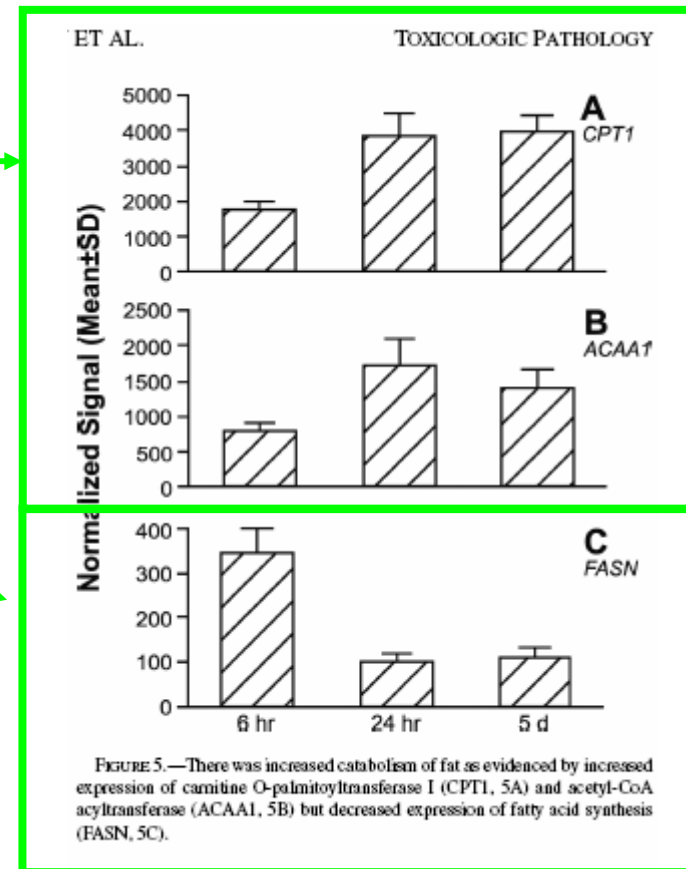 ET AL.
TOXICOLOGIC PATHOLOGY
Normalized Signal (Mean±SD)
5000
4000
3000
2000
1000
0
A
CPT1
2500
2000
1500
1000
500
0
B
ACAA1
400
300
200
100
0
C
FASN
6 hr
24 hr
5 d
FIGURE 5.—There was increased catabolism of fat as evidenced by increased
expression of carnitine O-palmitoyltransferase I (CPT1, 5A) and acetyl-CoA
acyltransferase (ACAA1, 5B) but decreased expression of fatty acid synthesis
(FASN, 5C).